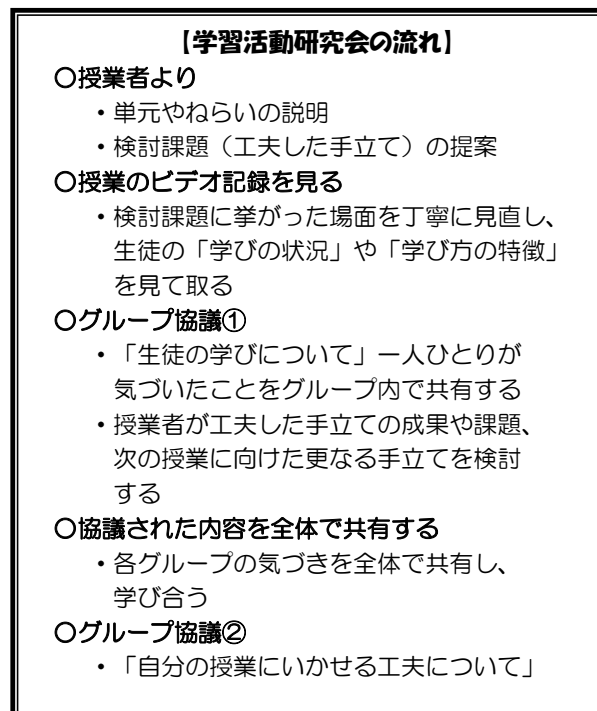 【学習活動研究会の流れ】
○授業者より
・単元やねらいの説明
・検討課題（工夫した手立て）の提案
○授業のビデオ記録を見る
・検討課題に挙がった場面を丁寧に見直し、
生徒の「学びの状況」や「学び方の特徴」
を見て取る
○グループ協議①
・「生徒の学びについて」一人ひとりが
気づいたことをグループ内で共有する
・授業者が工夫した手立ての成果や課題、
次の授業に向けた更なる手立てを検討
する
○協議された内容を全体で共有する
・各グループの気づきを全体で共有し、
学び合う
○グループ協議②
・「自分の授業にいかせる工夫について」